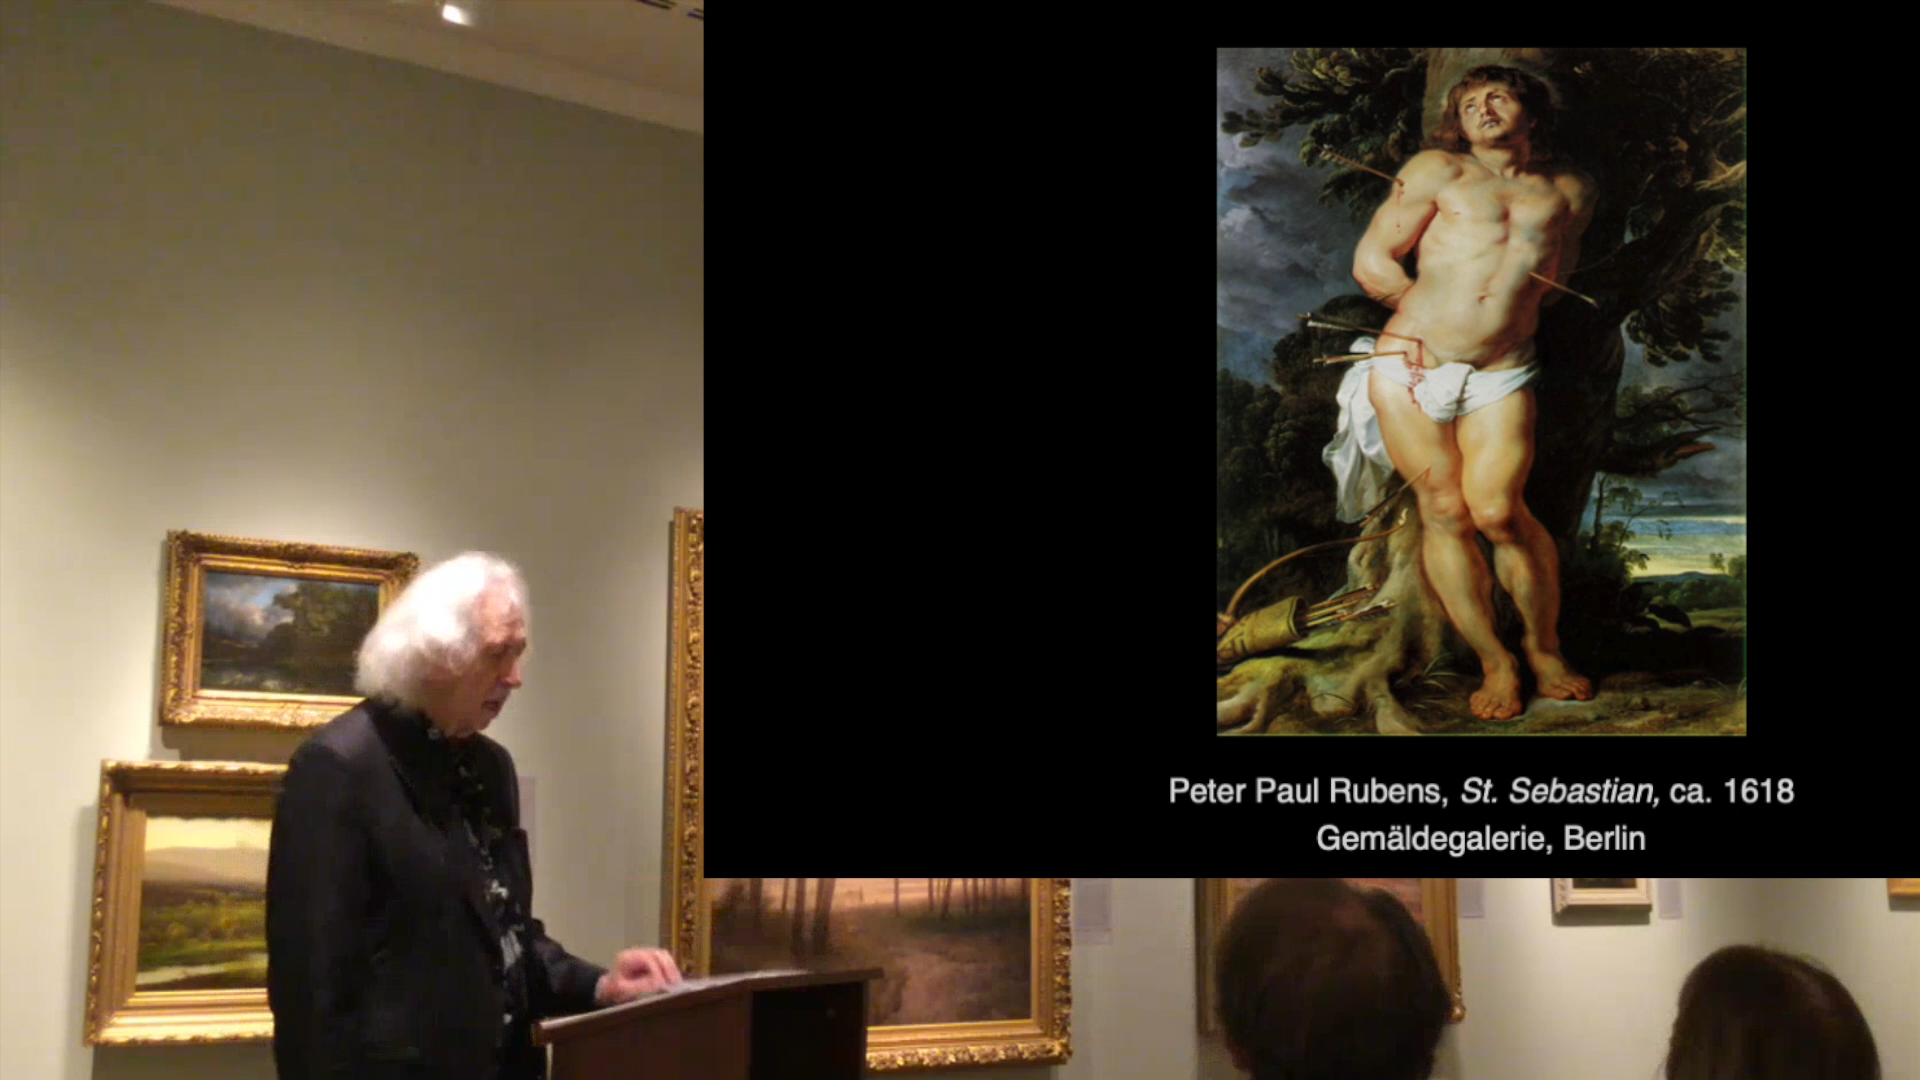 Peter Paul Rubens, St. Sebastian, ca. 1618
Gemäldegalerie, Berlin